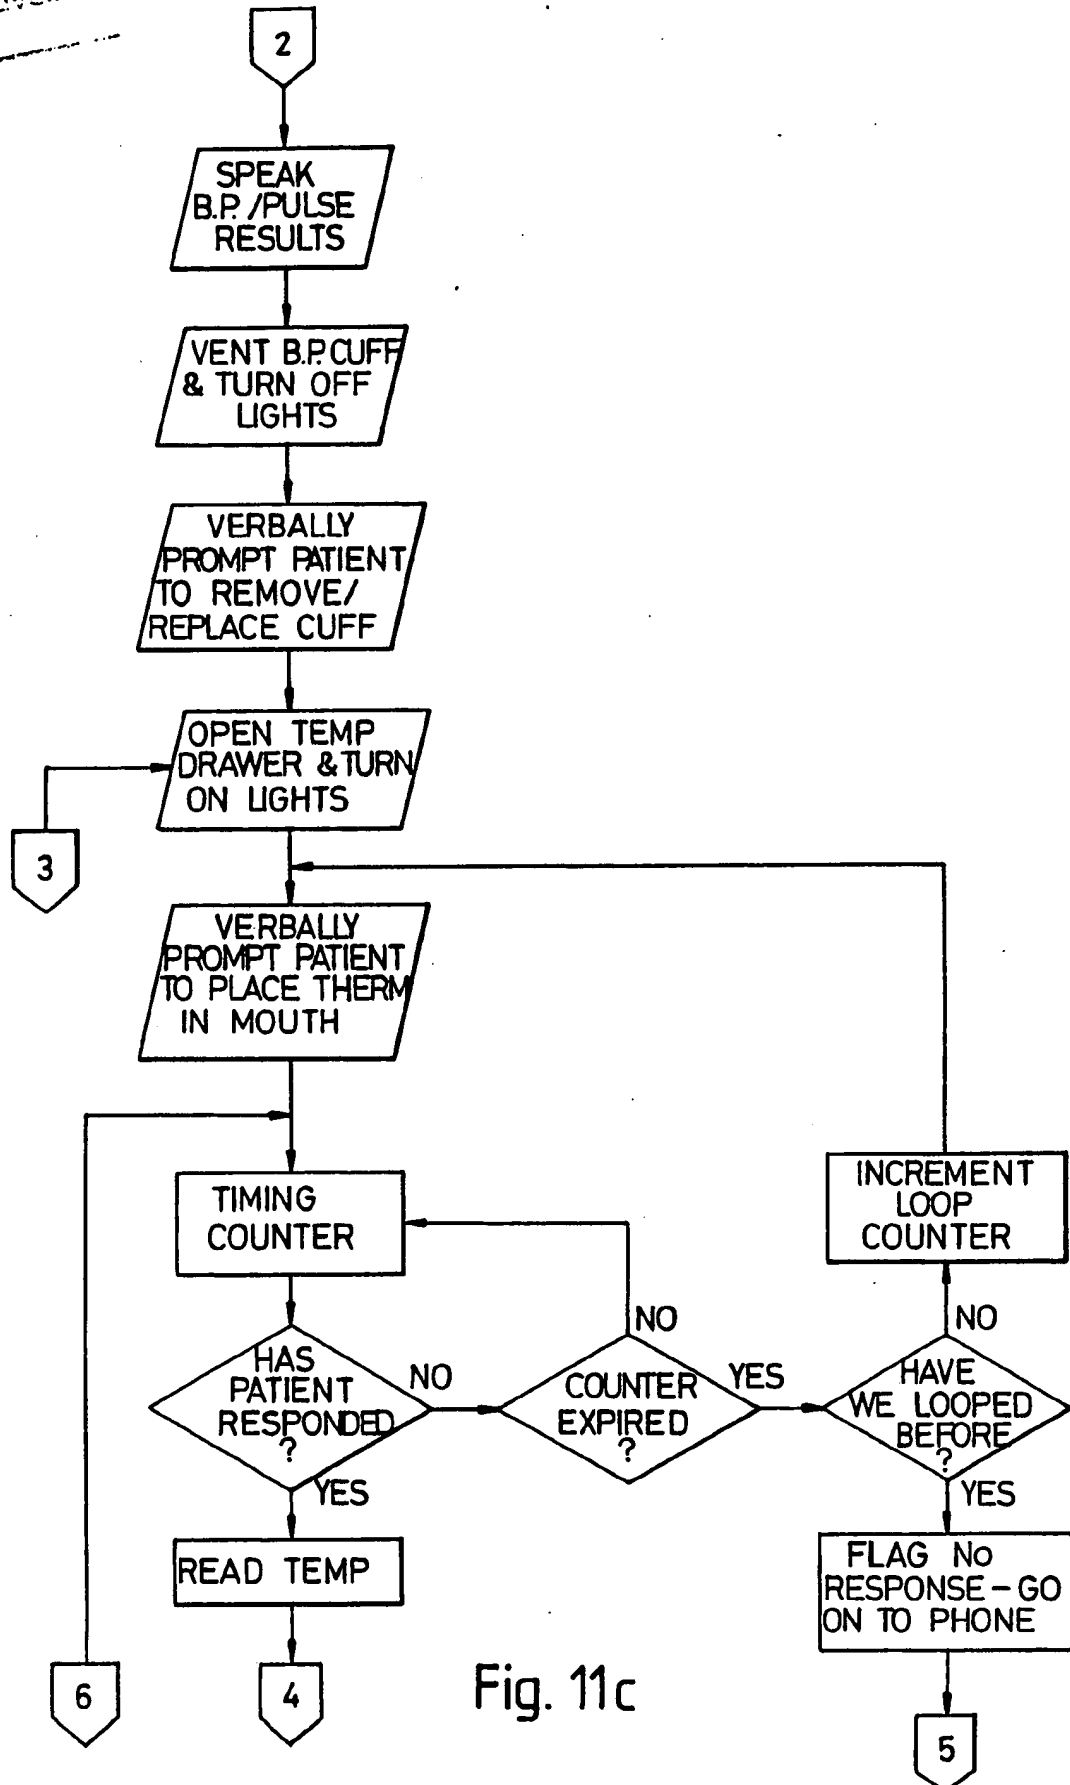 2
SPEAK
B.P./PULSE
RESULTS
VENT B.P. CUFF
& TURN OFF
LIGHTS
VERBALLY
PROMPT PATIENT
TO REMOVE/
REPLACE CUFF
OPEN TEMP
DRAWER & TURN
ON LIGHTS
3
VERBALLY
PROMPT PATIENT
TO PLACE THERM
IN MOUTH
TIMING
COUNTER
INCREMENT
LOOP
COUNTER
NO
NO
HAS
PATIENT
RESPONDED
?
NO
COUNTER
EXPIRED
?
YES
HAVE
WE LOOPED
BEFORE
?
YES
YES
READ TEMP
FLAG NO
RESPONSE - GO
ON TO PHONE
6
4
Fig. 11c
5